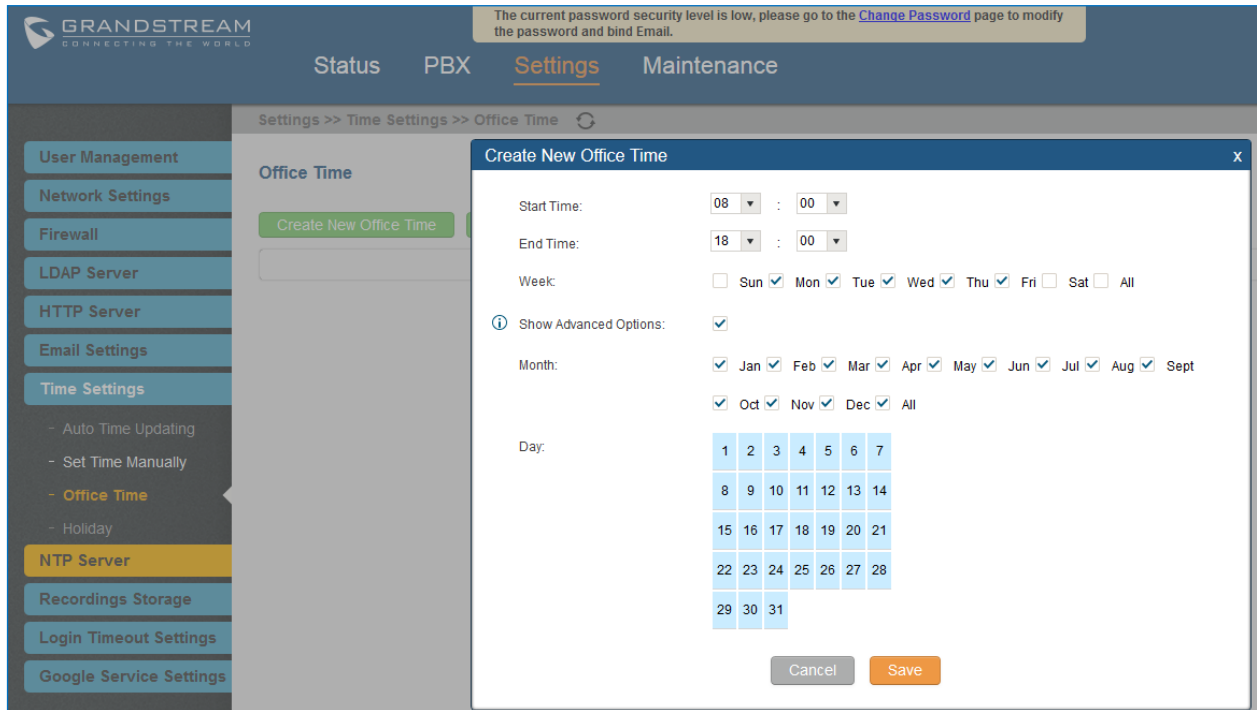 GRANDSTREAM
CONNECTING THE WORLD
The current password security level is low, please go to the Change Password page to modify
the password and bind Email.
Status PBX Settings Maintenance
Settings >> Time Settings >> Office Time
User Management
Network Settings
Firewall
LDAP Server
HTTP Server
Email Settings
Time Settings
- Auto Time Updating
- Set Time Manually
- Office Time
- Holiday
NTP Server
Recordings Storage
Login Timeout Settings
Google Service Settings
Office Time
Create New Office Time
Create New Office Time x
Start Time: 08 : 00
End Time: 18 : 00
Week: Sun Mon Tue Wed Thu Fri Sat All
Show Advanced Options:
Month: Jan Feb Mar Apr May Jun Jul Aug Sept
Oct Nov Dec All
Day:
1 2 3 4 5 6 7
8 9 10 11 12 13 14
15 16 17 18 19 20 21
22 23 24 25 26 27 28
29 30 31
Cancel Save